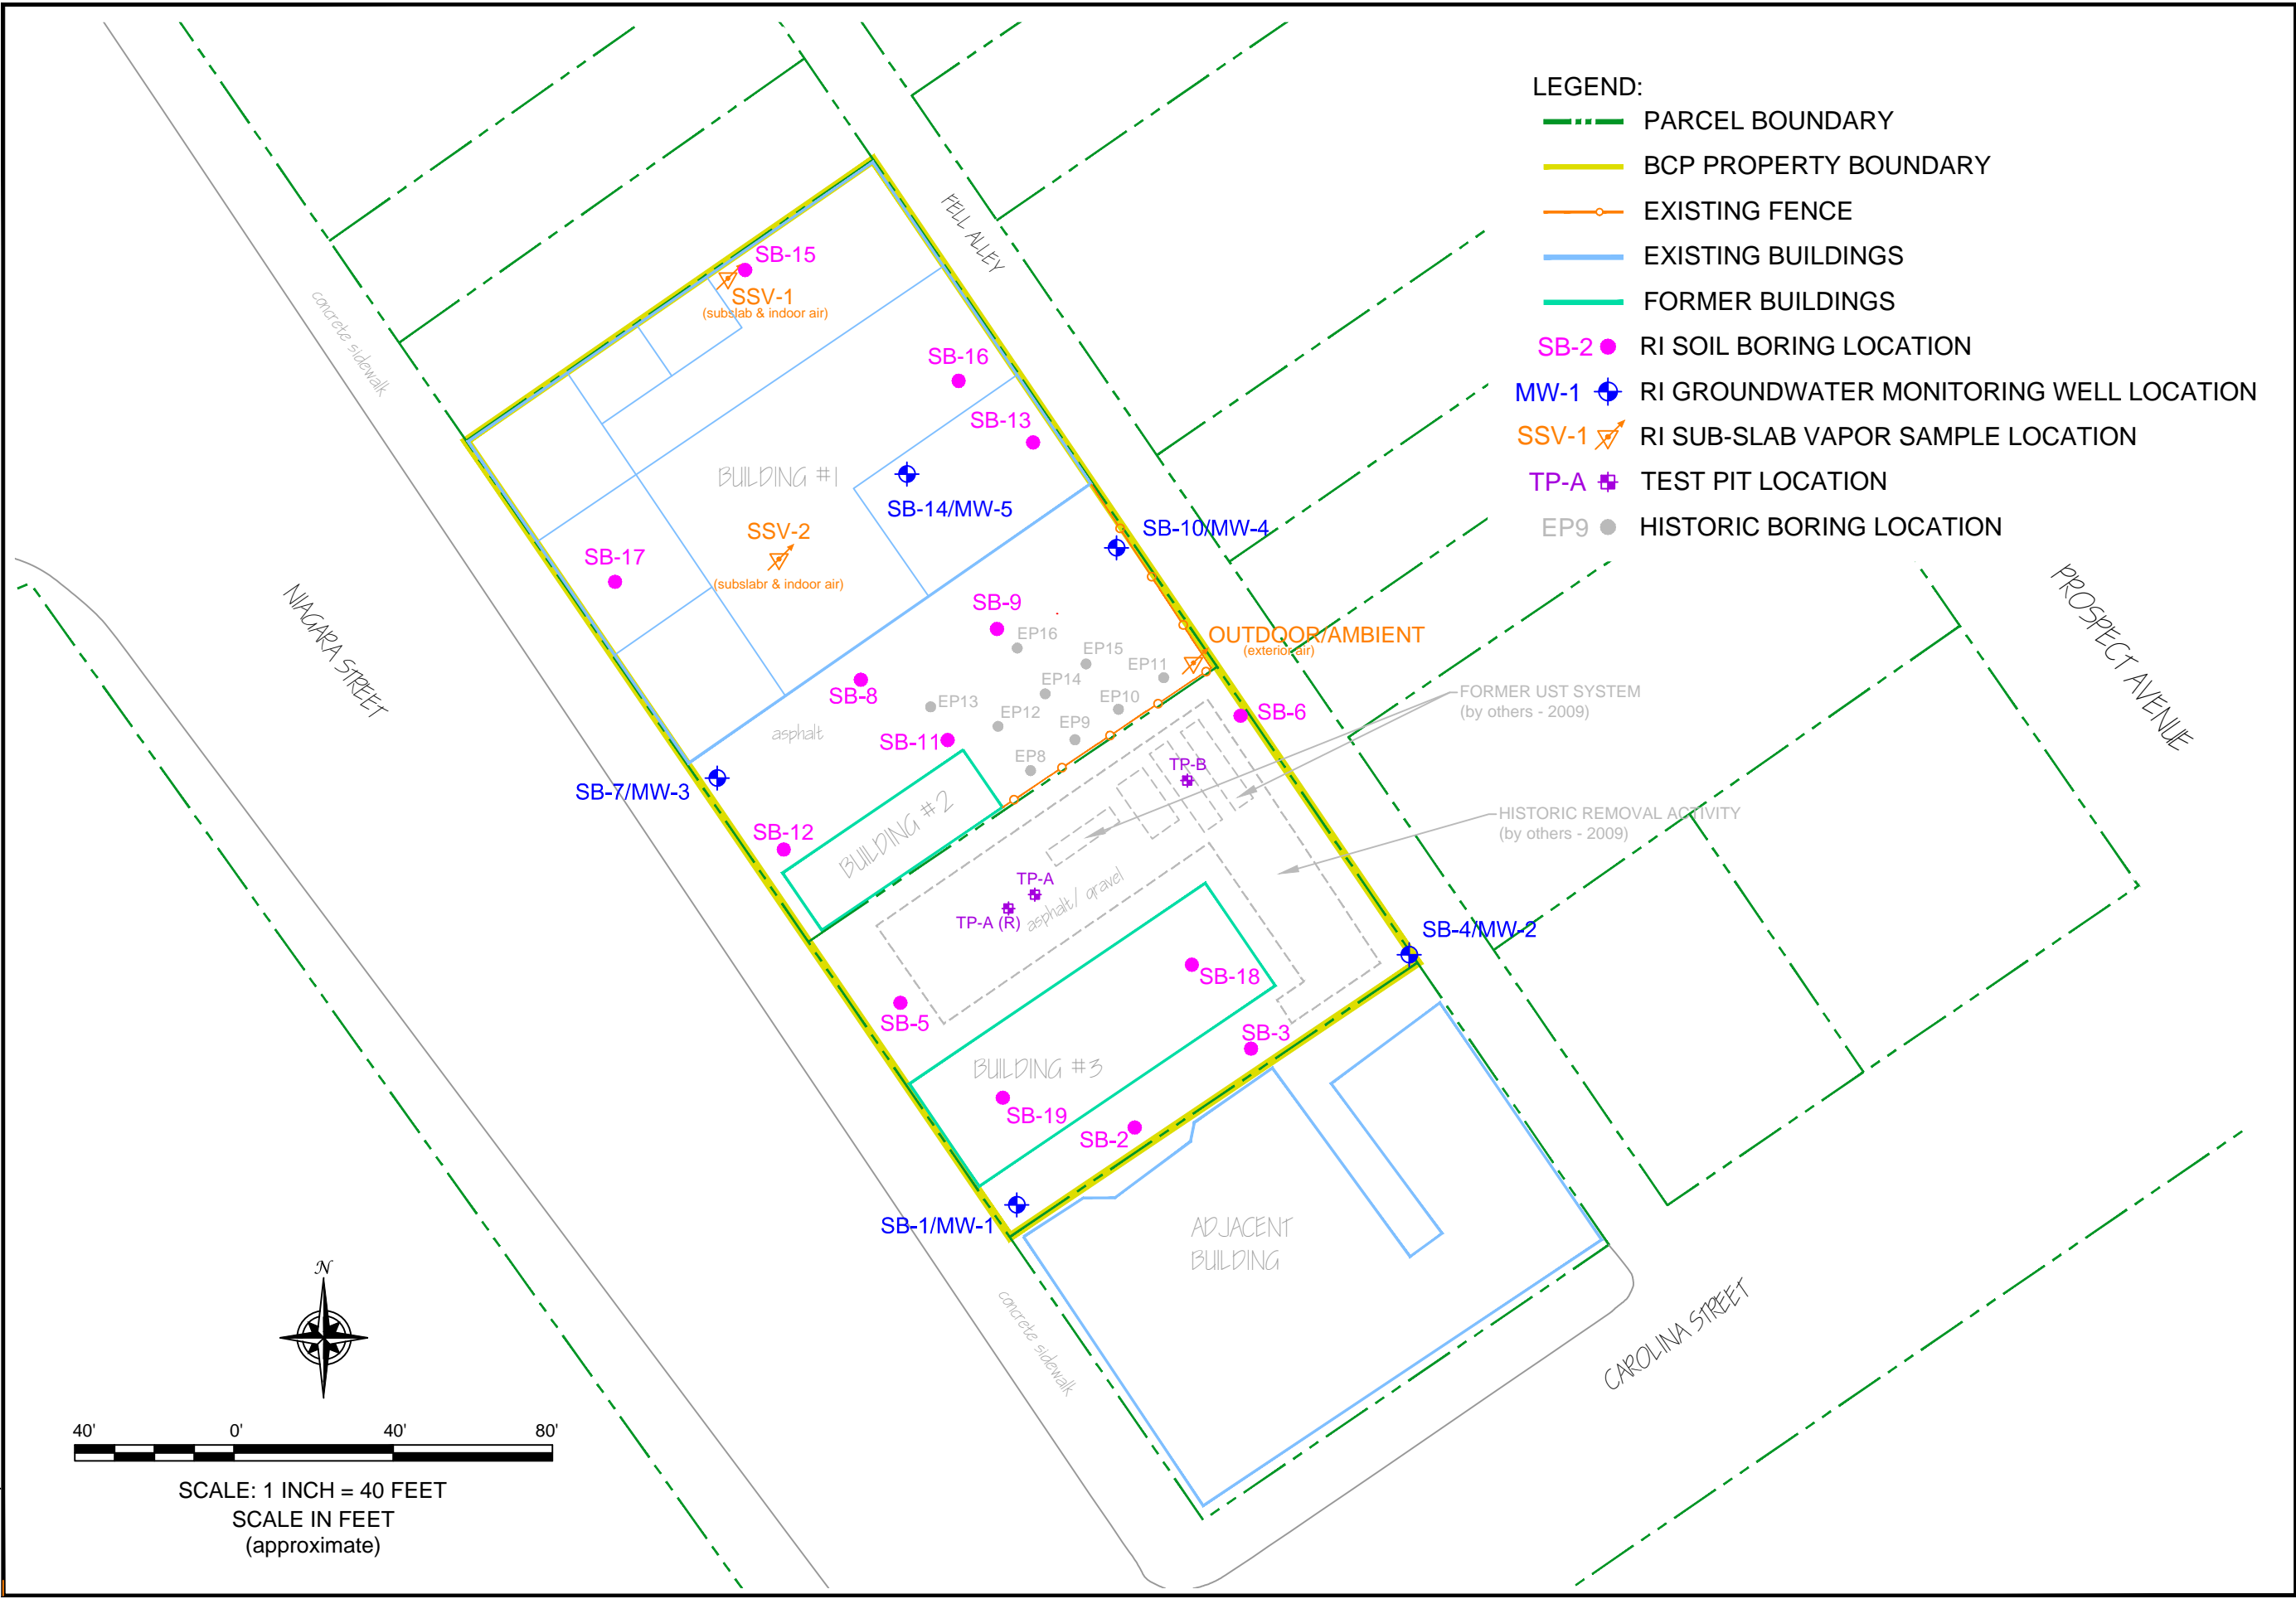 LEGEND:
PARCEL BOUNDARY
BCP PROPERTY BOUNDARY
EXISTING FENCE
EXISTING BUILDINGS
FORMER BUILDINGS
SB-2 RI SOIL BORING LOCATION
MW-1 RI GROUNDWATER MONITORING WELL LOCATION
SSV-1 RI SUB-SLAB VAPOR SAMPLE LOCATION
TP-A TEST PIT LOCATION
EP9 HISTORIC BORING LOCATION
FELL ALLEY
concrete sidewalk
NIAGARA STREET
PROSPECT AVENUE
SB-15
SSV-1
(subslab & indoor air)
SB-16
SB-13
BUILDING #1
SB-14/MW-5
SSV-2
(subslabr & indoor air)
SB-17
SB-10/MW-4
SB-9
EP16
EP15
EP11
OUTDOOR/AMBIENT
(exterior air)
SB-8
EP13
EP14
EP10
EP12
EP9
EP8
asphalt
SB-11
SB-6
FORMER UST SYSTEM
(by others - 2009)
SB-7/MW-3
TP-B
SB-12
BUILDING #2
HISTORIC REMOVAL ACTIVITY
(by others - 2009)
TP-A
TP-A (R)
asphalt/ gravel
SB-4/MW-2
SB-18
SB-5
SB-3
BUILDING #3
SB-19
SB-2
SB-1/MW-1
ADJACENT
BUILDING
concrete sidewalk
CAROLINA STREET
N
40' 0' 40' 80'
SCALE: 1 INCH = 40 FEET
SCALE IN FEET
(approximate)